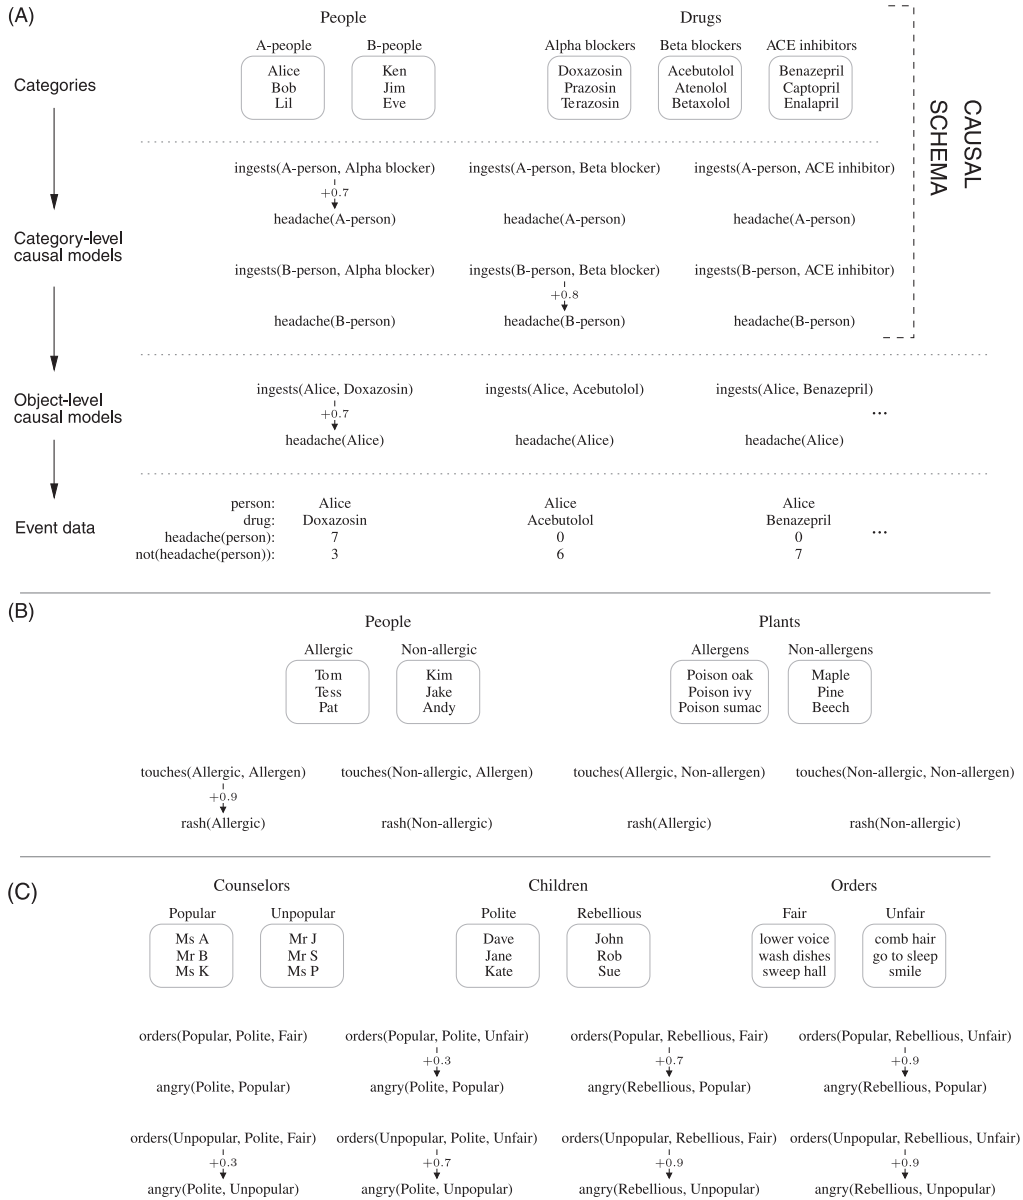 (A)
People Drugs
A-people B-people Alpha blockers Beta blockers ACE inhibitors
Categories
Alice Ken Doxazosin Acebutolol Benazepril
Bob Jim Prazosin Atenolol Captopril
Lil Eve Terazosin Betaxolol Enalapril
CAUSAL
SCHEMA
ingests(A-person, Alpha blocker) ingests(A-person, Beta blocker) ingests(A-person, ACE inhibitor)
+0.7
headache(A-person) headache(A-person) headache(A-person)
Category-level
causal models
ingests(B-person, Alpha blocker) ingests(B-person, Beta blocker) ingests(B-person, ACE inhibitor)
+0.8
headache(B-person) headache(B-person) headache(B-person)
Object-level
causal models
ingests(Alice, Doxazosin) ingests(Alice, Acebutolol) ingests(Alice, Benazepril)
+0.7 ...
headache(Alice) headache(Alice) headache(Alice)
Event data
person: Alice Alice Alice
drug: Doxazosin Acebutolol Benazepril
headache(person): 7 0 0 ...
not(headache(person)): 3 6 7
(B)
People Plants
Allergic Non-allergic Allergens Non-allergens
Tom Kim Poison oak Maple
Tess Jake Poison ivy Pine
Pat Andy Poison sumac Beech
touches(Allergic, Allergen) touches(Non-allergic, Allergen) touches(Allergic, Non-allergen) touches(Non-allergic, Non-allergen)
+0.9
rash(Allergic) rash(Non-allergic) rash(Allergic) rash(Non-allergic)
(C)
Counselors Children Orders
Popular Unpopular Polite Rebellious Fair Unfair
Ms A Mr J Dave John lower voice comb hair
Mr B Mr S Jane Rob wash dishes go to sleep
Ms K Ms P Kate Sue sweep hall smile
orders(Popular, Polite, Fair) orders(Popular, Polite, Unfair) orders(Popular, Rebellious, Fair) orders(Popular, Rebellious, Unfair)
+0.3 +0.7 +0.9
angry(Polite, Popular) angry(Polite, Popular) angry(Rebellious, Popular) angry(Rebellious, Popular)
orders(Unpopular, Polite, Fair) orders(Unpopular, Polite, Unfair) orders(Unpopular, Rebellious, Fair) orders(Unpopular, Rebellious, Unfair)
+0.3 +0.7 +0.9 +0.9
angry(Polite, Unpopular) angry(Polite, Unpopular) angry(Rebellious, Unpopular) angry(Rebellious, Unpopular)